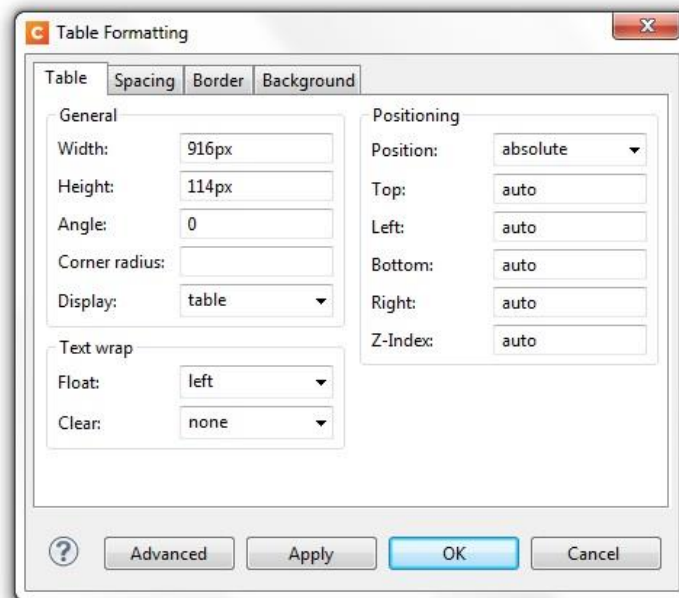 C Table Formatting
x
Table Spacing Border Background
General
Width: 916px
Height: 114px
Angle: 0
Corner radius:
Display: table
Text wrap
Float: left
Clear: none
Positioning
Position: absolute
Top: auto
Left: auto
Bottom: auto
Right: auto
Z-Index: auto
? Advanced Apply OK Cancel